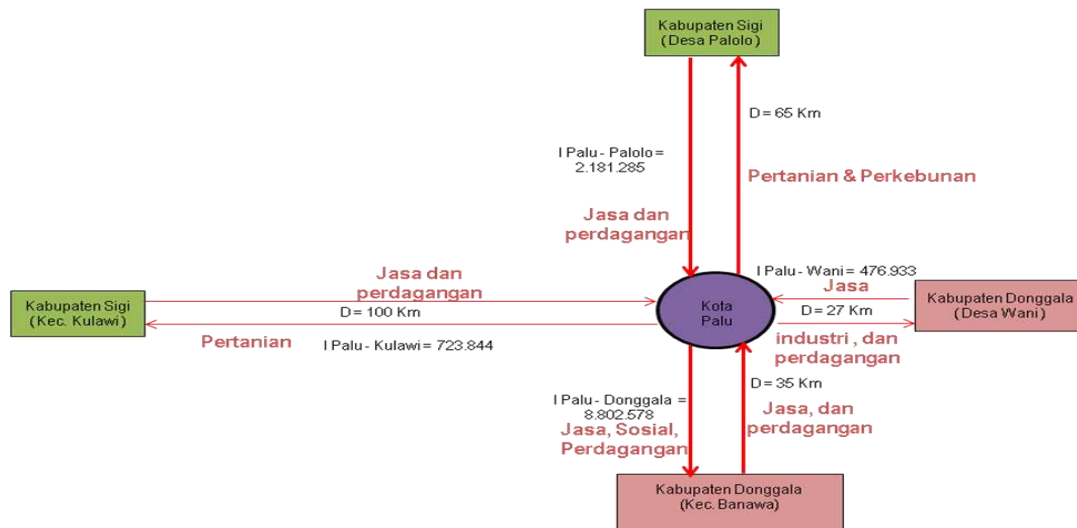 Kabupaten Sigi
(Desa Palolo)
D= 65 Km
I Palu - Palolo =
2.181.285
Pertanian & Perkebunan
Jasa dan
perdagangan
I Palu - Wani = 476.933
Jasa
Jasa dan
perdagangan
Kabupaten Sigi
(Kec. Kulawi)
D= 100 Km
Kota
Palu
Kabupaten Donggala
(Desa Wani)
D= 27 Km
Pertanian
I Palu - Kulawi = 723.844
industri , dan
perdagangan
D= 35 Km
I Palu - Donggala =
8.802.578
Jasa, Sosial,
Perdagangan
Jasa, dan
perdagangan
Kabupaten Donggala
(Kec. Banawa)